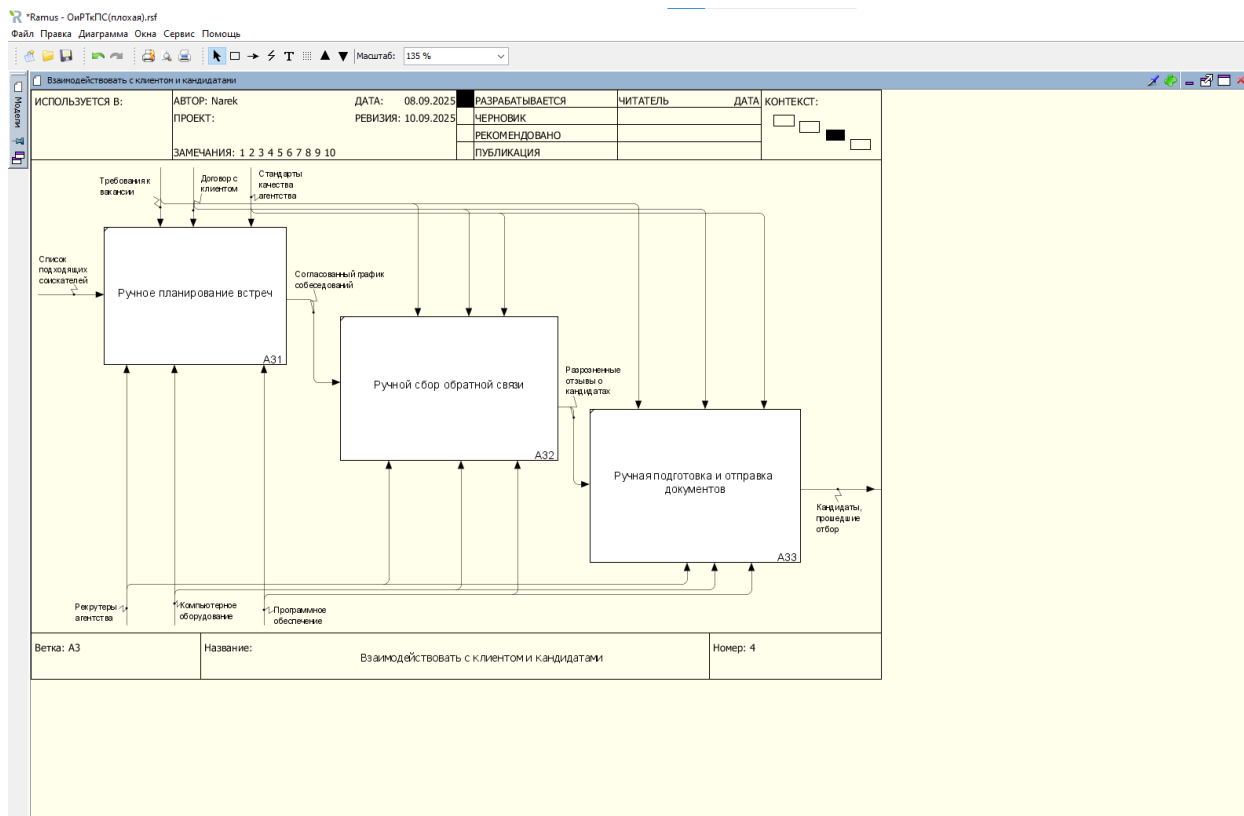 *Ramus - ОиРТкПС(плохая).rsf
Файл Правка Диаграмма Окна Сервис Помощь
Масштаб: 135 %
Модели
Взаимодействовать с клиентом и кандидатами
ИСПОЛЬЗУЕТСЯ В:
АВТОР: Narek
ДАТА: 08.09.2025
ПРОЕКТ:
РЕВИЗИЯ: 10.09.2025
ЗАМЕЧАНИЯ: 1 2 3 4 5 6 7 8 9 10
РАЗРАБАТЫВАЕТСЯ
ЧЕРНОВИК
РЕКОМЕНДОВАНО
ПУБЛИКАЦИЯ
ЧИТАТЕЛЬ
ДАТА
КОНТЕКСТ:
Требования к
вакансии
Договор с
клиентом
Стандарты
качества
агентства
Список
подходящих
соискателей
Ручное планирование встреч
A31
Согласованный график
собеседований
Ручной сбор обратной связи
A32
Разрозненные
отзывы о
кандидатах
Ручная подготовка и отправка
документов
A33
Кандидаты,
прошедшие
отбор
Рекрутеры
агентства
Компьютерное
оборудование
Программное
обеспечение
Ветка: A3
Название:
Взаимодействовать с клиентом и кандидатами
Номер: 4